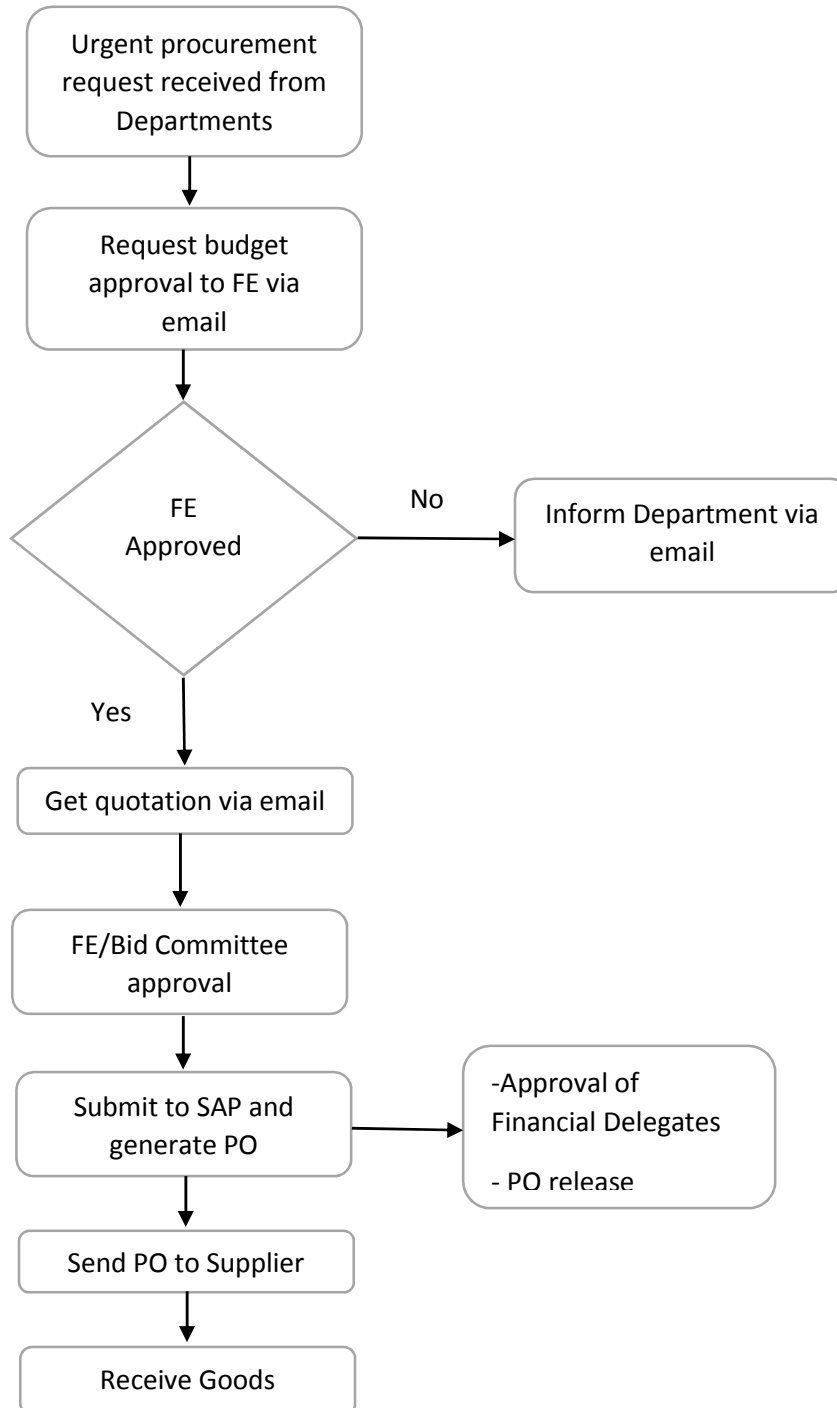 Urgent procurement
request received from
Departments
Request budget
approval to FE via
email
FE
Approved
No
Inform Department via
email
Yes
Get quotation via email
FE/Bid Committee
approval
Submit to SAP and
generate PO
-Approval of
Financial Delegates
- PO release
Send PO to Supplier
Receive Goods